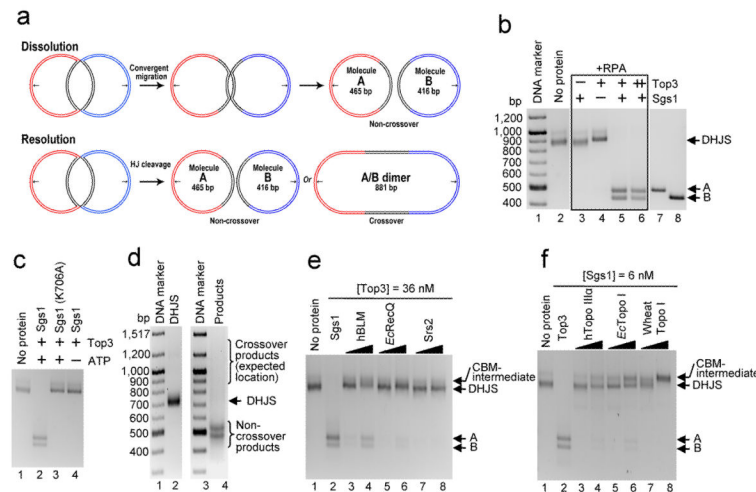 a
Dissolution
Convergent
migration
Molecule
A
465 bp
Molecule
B
416 bp
Non-crossover
Resolution
HJ cleavage
Molecule
A
465 bp
Molecule
B
416 bp
Non-crossover
or
A/B dimer
881 bp
Crossover
b
DNA marker
No protein
+RPA
− + + ++ Top3
+ − + + Sgs1
bp
1,200
1,000
900
800
700
600
500
400
DHJS
A
B
1 2 3 4 5 6 7 8
c
No protein
Sgs1
Sgs1 (K706A)
Sgs1
+ + + Top3
+ + − ATP
1 2 3 4
d
DNA marker
DHJS
DNA marker
Products
bp
1,517
1,200
1,000
900
800
700
600
500
400
Crossover
products
(expected
location)
DHJS
Non-
crossover
products
1 2 3 4
e
[Top3] = 36 nM
No protein
Sgs1
hBLM
EcRecQ
Srs2
CBM-
intermediate
DHJS
A
B
1 2 3 4 5 6 7 8
f
[Sgs1] = 6 nM
No protein
Top3
hTopo IIIα
EcTopo I
Wheat
Topo I
CBM-
intermediate
DHJS
A
B
1 2 3 4 5 6 7 8